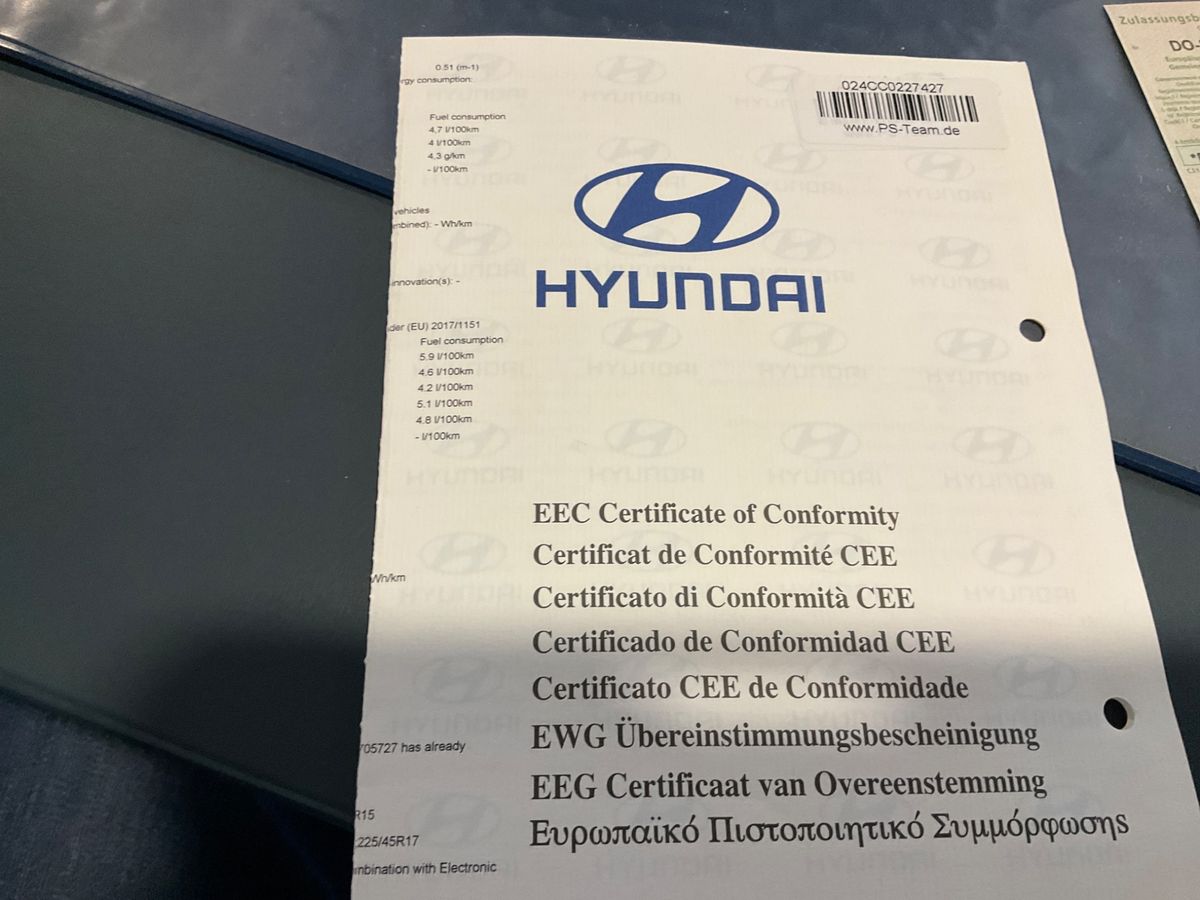 0.51 (m-1)
rgy consumption:
Fuel consumption
4,7 l/100km
4 l/100km
4,3 g/km
- l/100km
vehicles
mbined): - Wh/km
innovation(s): -
der (EU) 2017/1151
Fuel consumption
5.9 l/100km
4.6 l/100km
4.2 l/100km
5.1 l/100km
4.8 l/100km
- l/100km
Wh/km
705727 has already
R15
225/45R17
mbination with Electronic
024CC0227427
www.PS-Team.de
HYUNDAI
EEC Certificate of Conformity
Certificat de Conformité CEE
Certificato di Conformità CEE
Certificado de Conformidad CEE
Certificato CEE de Conformidade
EWG Übereinstimmungsbescheinigung
EEG Certificaat van Overeenstemming
Ευρωπαϊκό Πιστοποιητικό Συμμόρφωσης
Zulassungsb
DO-
Europäi
Gemein